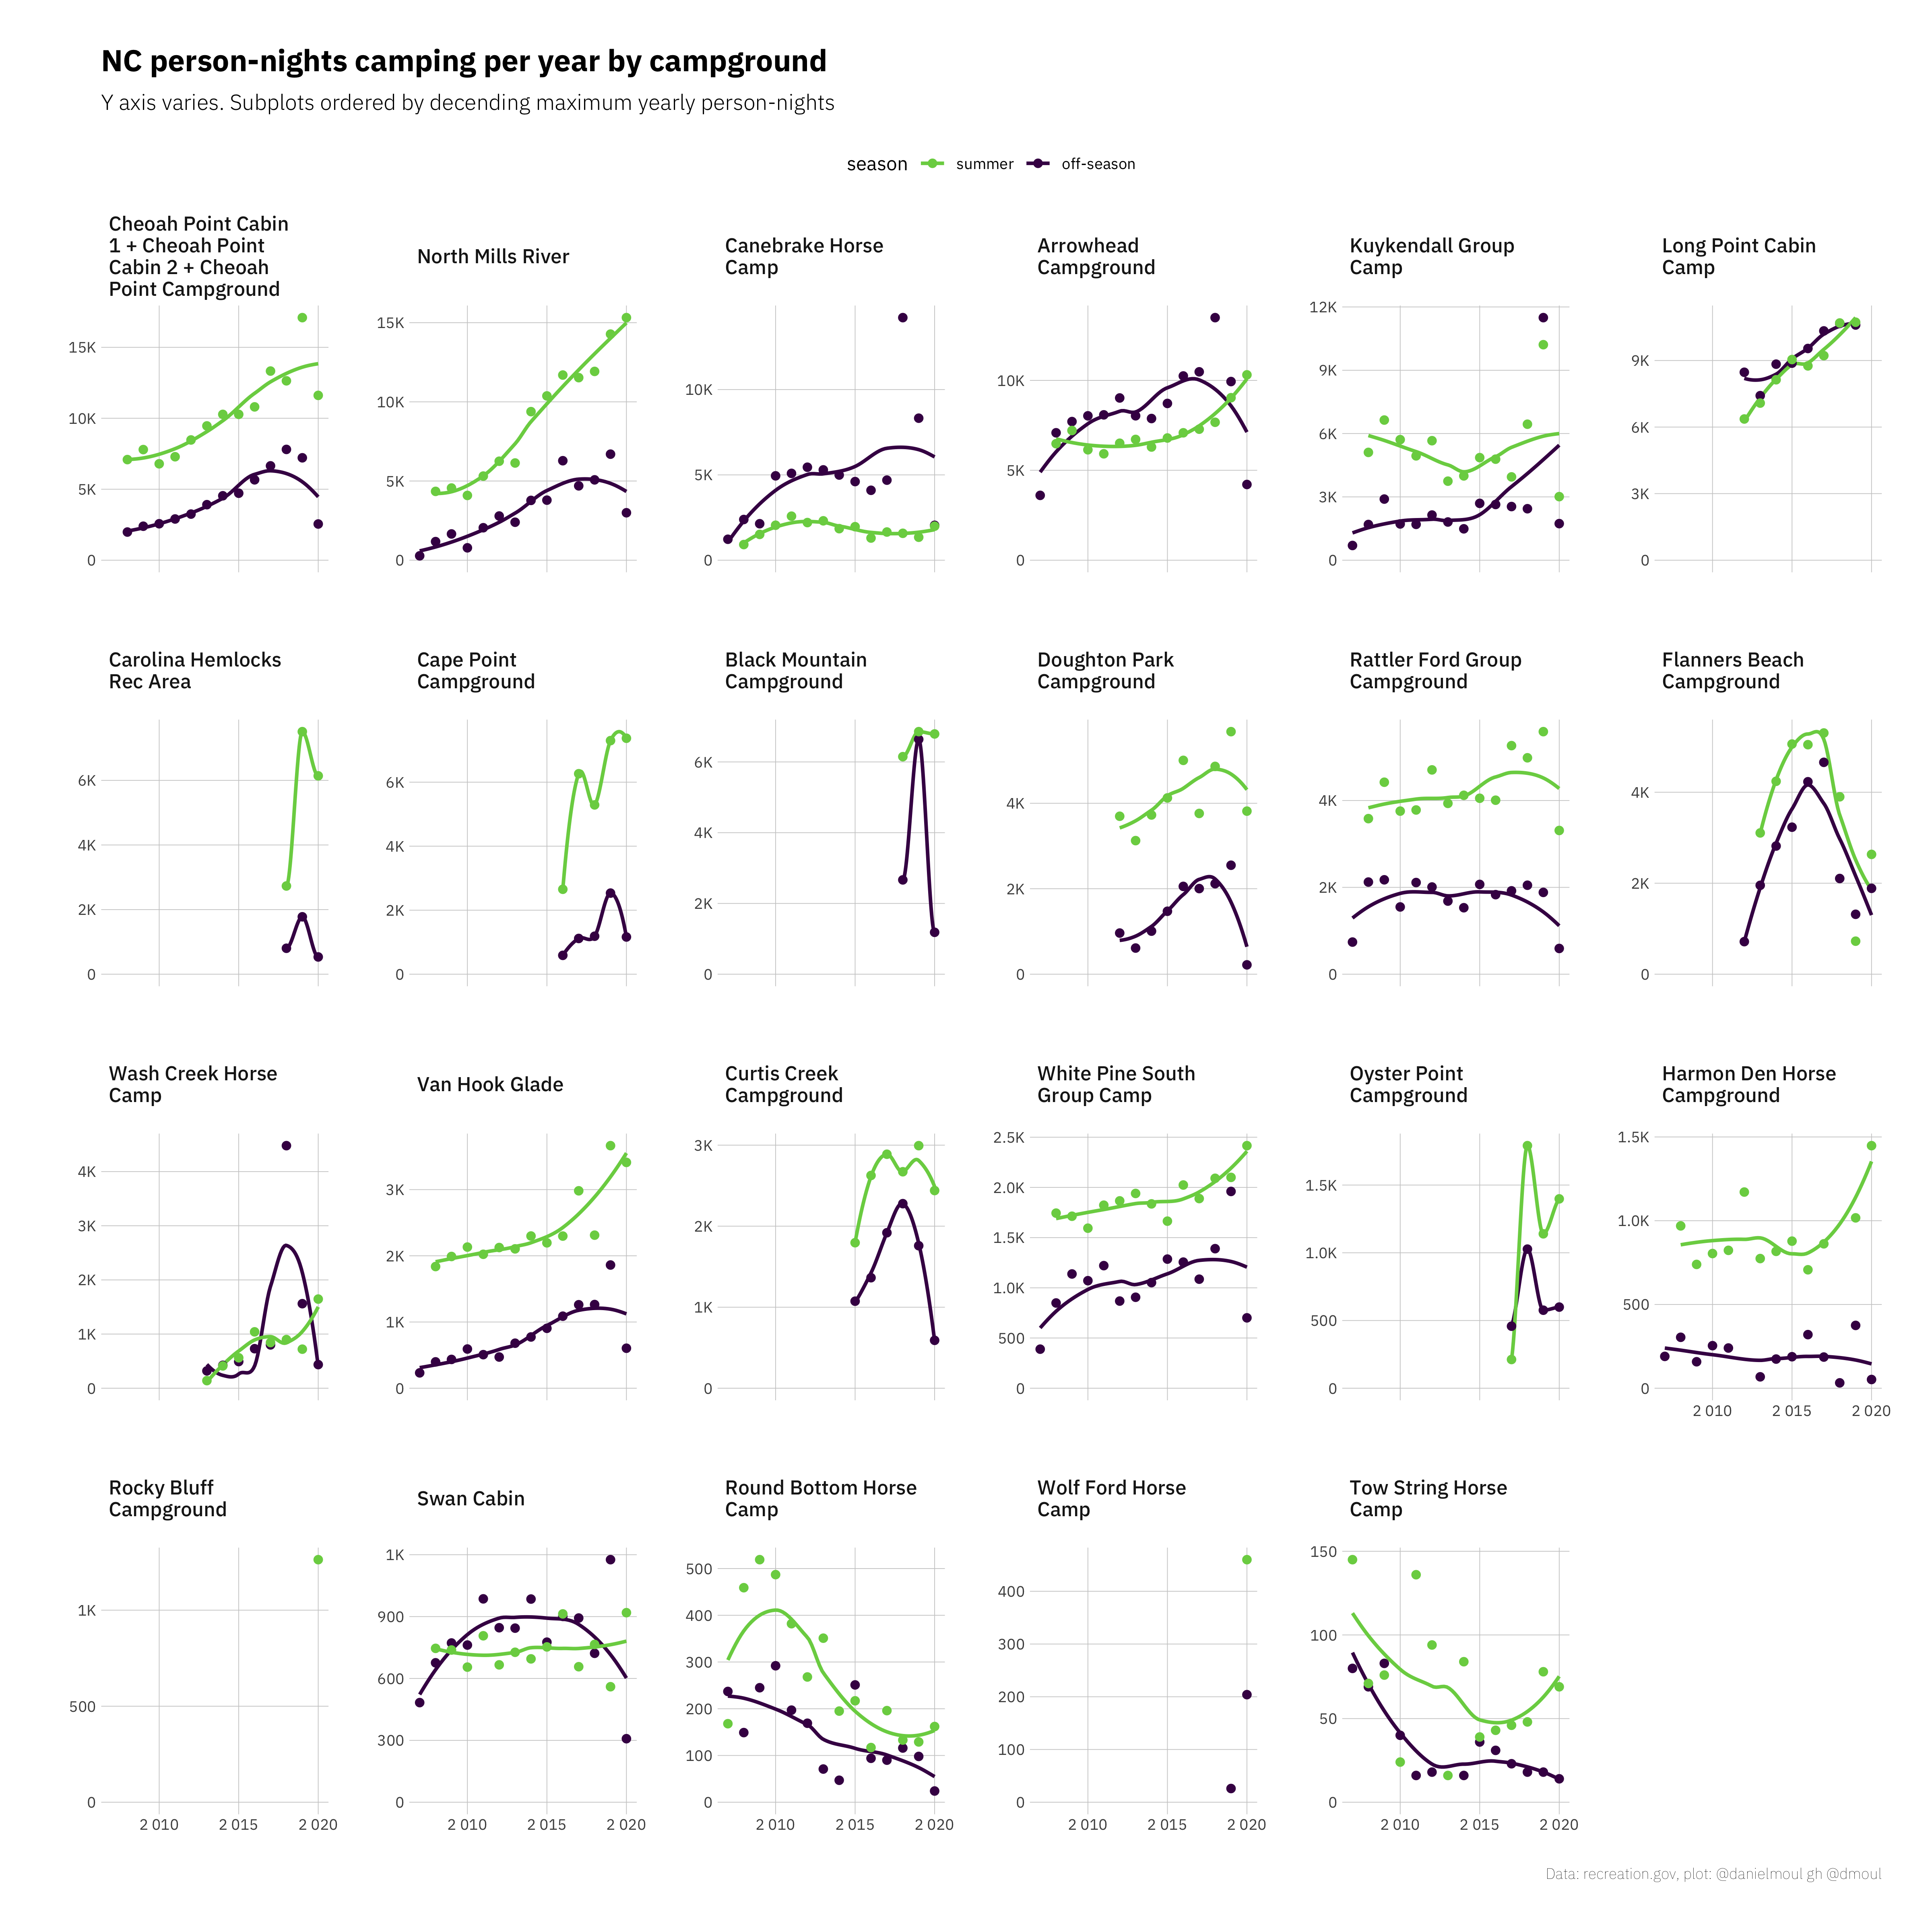 NC person-nights camping per year by campground
Y axis varies. Subplots ordered by decending maximum yearly person-nights
season summer off-season
Cheoah Point Cabin
1 + Cheoah Point
Cabin 2 + Cheoah
Point Campground
15K
10K
5K
0
North Mills River
15K
10K
5K
0
Canebrake Horse
Camp
10K
5K
0
Arrowhead
Campground
10K
5K
0
Kuykendall Group
Camp
12K
9K
6K
3K
0
Long Point Cabin
Camp
9K
6K
3K
0
Carolina Hemlocks
Rec Area
6K
4K
2K
0
Cape Point
Campground
6K
4K
2K
0
Black Mountain
Campground
6K
4K
2K
0
Doughton Park
Campground
4K
2K
0
Rattler Ford Group
Campground
4K
2K
0
Flanners Beach
Campground
4K
2K
0
Wash Creek Horse
Camp
4K
3K
2K
1K
0
Van Hook Glade
3K
2K
1K
0
Curtis Creek
Campground
3K
2K
1K
0
White Pine South
Group Camp
2.5K
2.0K
1.5K
1.0K
500
0
Oyster Point
Campground
1.5K
1.0K
500
0
Harmon Den Horse
Campground
1.5K
1.0K
500
0
2 010 2 015 2 020
Rocky Bluff
Campground
1K
500
0
2 010 2 015 2 020
Swan Cabin
1K
900
600
300
0
2 010 2 015 2 020
Round Bottom Horse
Camp
500
400
300
200
100
0
2 010 2 015 2 020
Wolf Ford Horse
Camp
400
300
200
100
0
2 010 2 015 2 020
Tow String Horse
Camp
150
100
50
0
2 010 2 015 2 020
Data: recreation.gov, plot: @danielmoul gh @dmoul